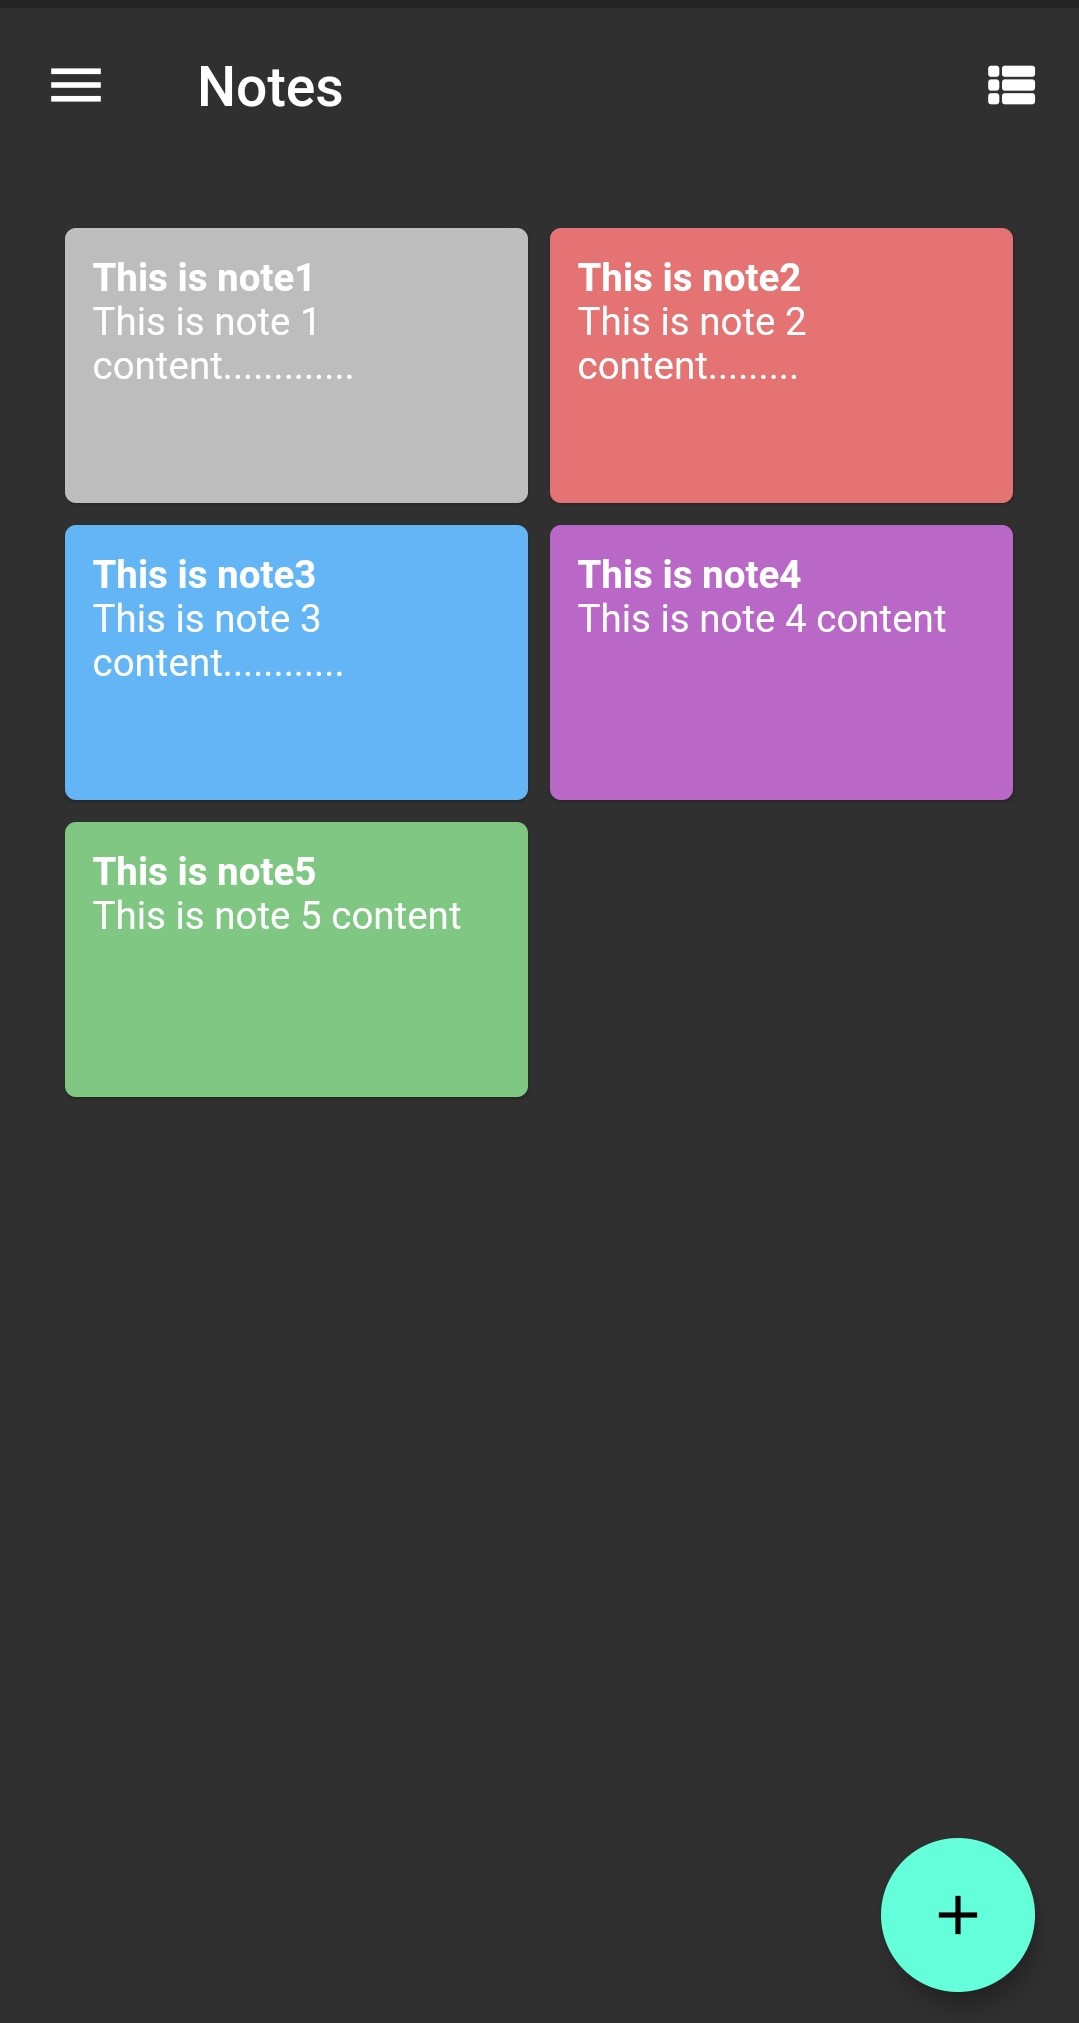 Notes
This is note1
This is note 1
content.............
This is note2
This is note 2
content.........
This is note3
This is note 3
content............
This is note4
This is note 4 content
This is note5
This is note 5 content